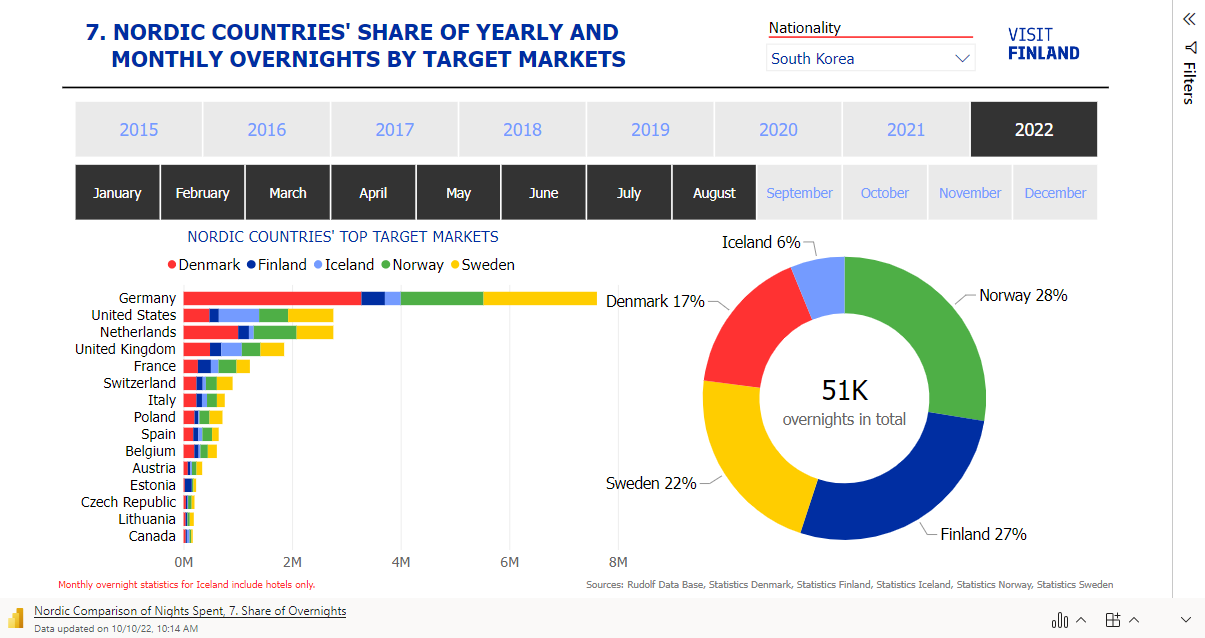 7. NORDIC COUNTRIES' SHARE OF YEARLY AND
MONTHLY OVERNIGHTS BY TARGET MARKETS
Nationality
South Korea
VISIT
FINLAND
Filters
2015 2016 2017 2018 2019 2020 2021 2022
January February March April May June July August September October November December
NORDIC COUNTRIES' TOP TARGET MARKETS
Denmark Finland Iceland Norway Sweden
Germany
United States
Netherlands
United Kingdom
France
Switzerland
Italy
Poland
Spain
Belgium
Austria
Estonia
Czech Republic
Lithuania
Canada
0M 2M 4M 6M 8M
Iceland 6%
Denmark 17%
Norway 28%
51K
overnights in total
Sweden 22%
Finland 27%
Monthly overnight statistics for Iceland include hotels only.
Sources: Rudolf Data Base, Statistics Denmark, Statistics Finland, Statistics Iceland, Statistics Norway, Statistics Sweden
Nordic Comparison of Nights Spent, 7. Share of Overnights
Data updated on 10/10/22, 10:14 AM